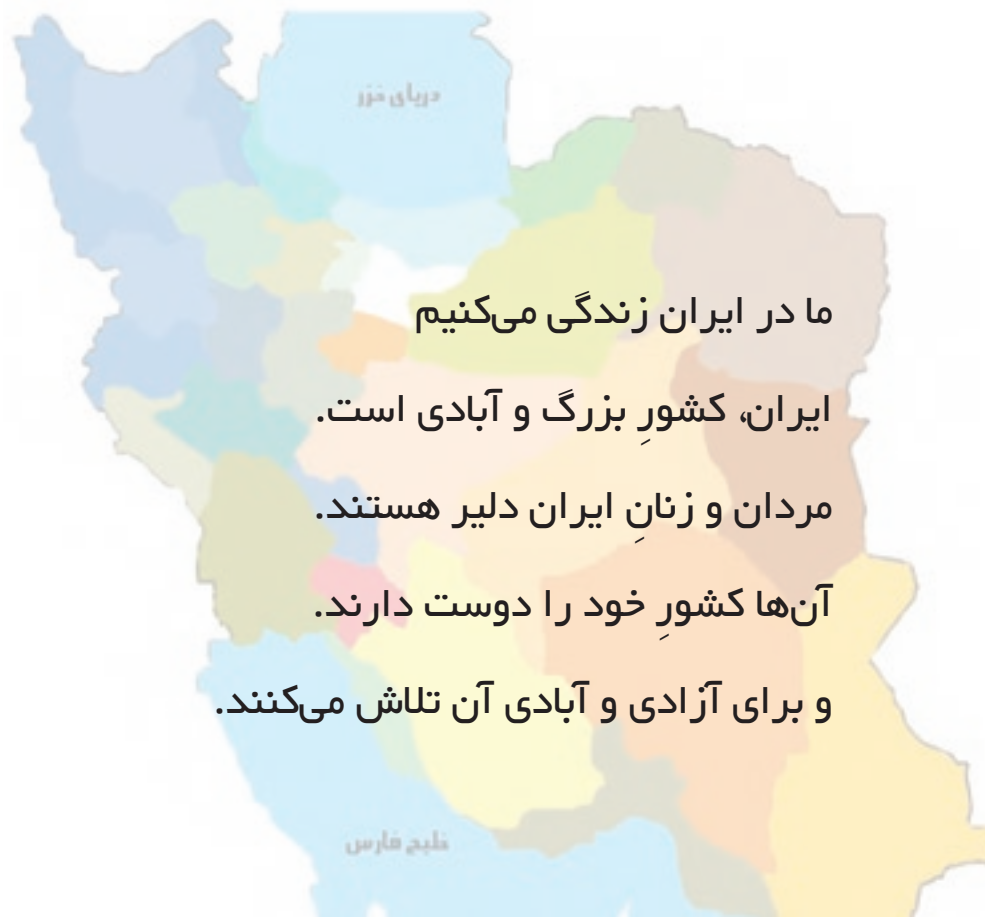 دریای خزر
ما در ایران زندگی می‌کنیم
ایران، کشورِ بزرگ و آبادی است.
مردان و زنانِ ایران دلیر هستند.
آن‌ها کشورِ خود را دوست دارند.
و برای آزادی و آبادی آن تلاش می‌کنند.
خلیج فارس